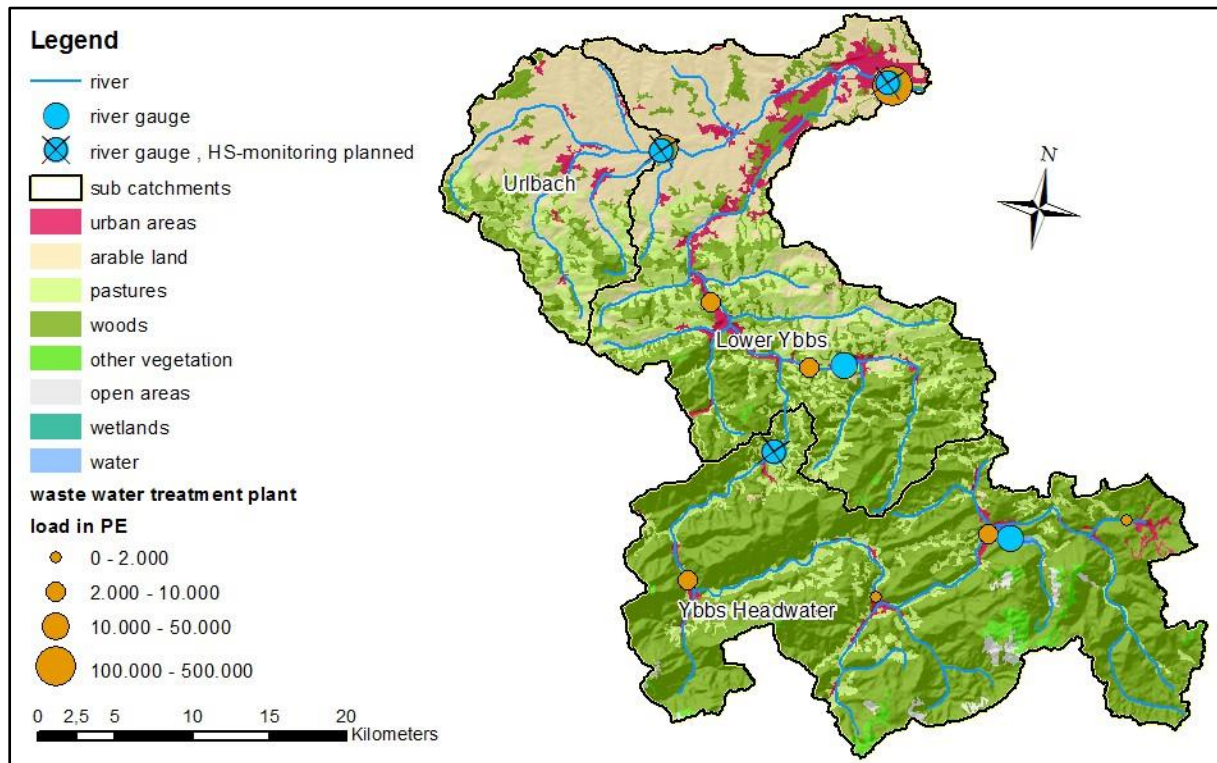 Legend
river
river gauge
river gauge , HS-monitoring planned
sub catchments
urban areas
arable land
pastures
woods
other vegetation
open areas
wetlands
water
waste water treatment plant
load in PE
0 - 2.000
2.000 - 10.000
10.000 - 50.000
100.000 - 500.000
0 2,5 5 10 15 20
Kilometers
N
Urlbach
Lower Ybbs
Ybbs Headwater